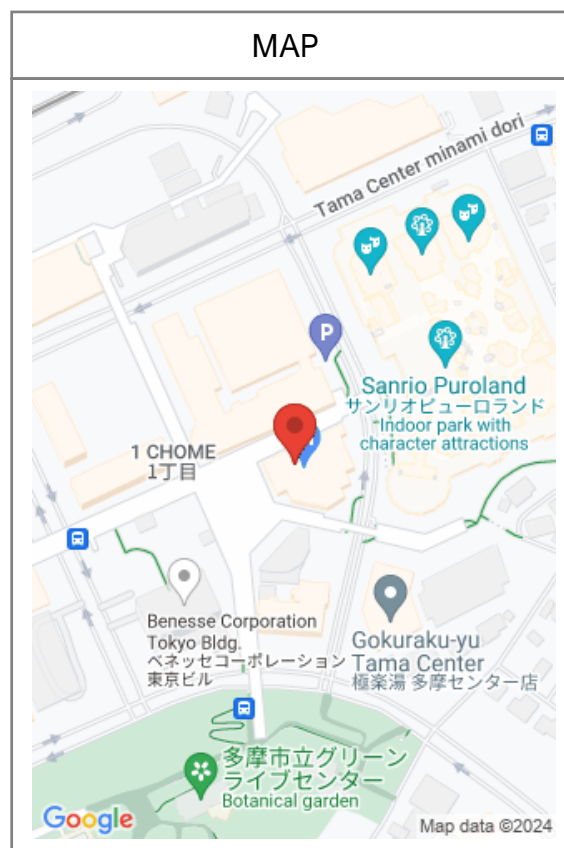 MAP
Tama Center minami dori
P
Sanrio Puroland
サンリオピューロランド
Indoor park with
character attractions
1 CHOME
1丁目
Benesse Corporation
Tokyo Bldg.
ベネッセコーポレーション
東京ビル
Gokuraku-yu
Tama Center
極楽湯 多摩センター店
多摩市立グリーン
ライブセンター
Botanical garden
Google
Map data ©2024